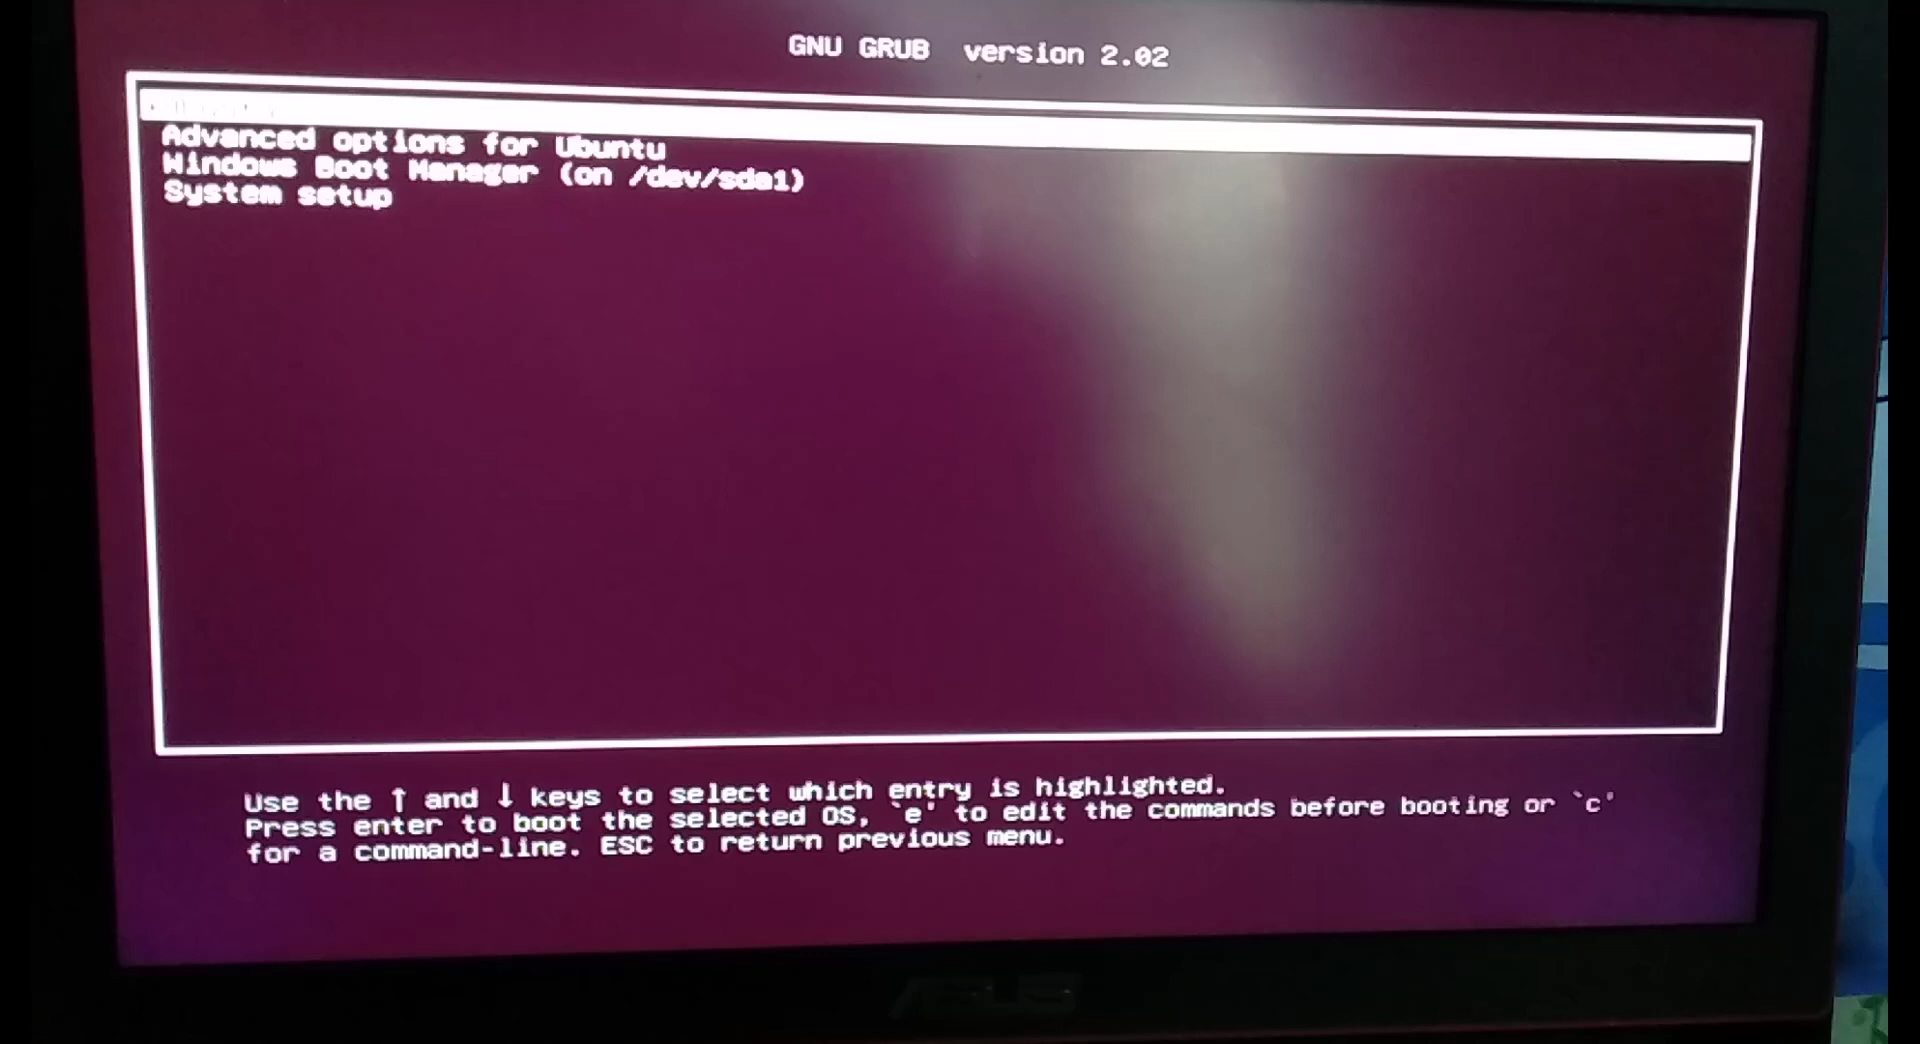 GNU GRUB version 2.02
Advanced options for Ubuntu
Windows Boot Manager (on /dev/sda1)
System setup
Use the ↑ and ↓ keys to select which entry is highlighted.
Press enter to boot the selected OS, `e' to edit the commands before booting or `c'
for a command-line. ESC to return previous menu.
ASUS